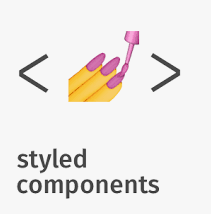 < 💅 >
styled
components